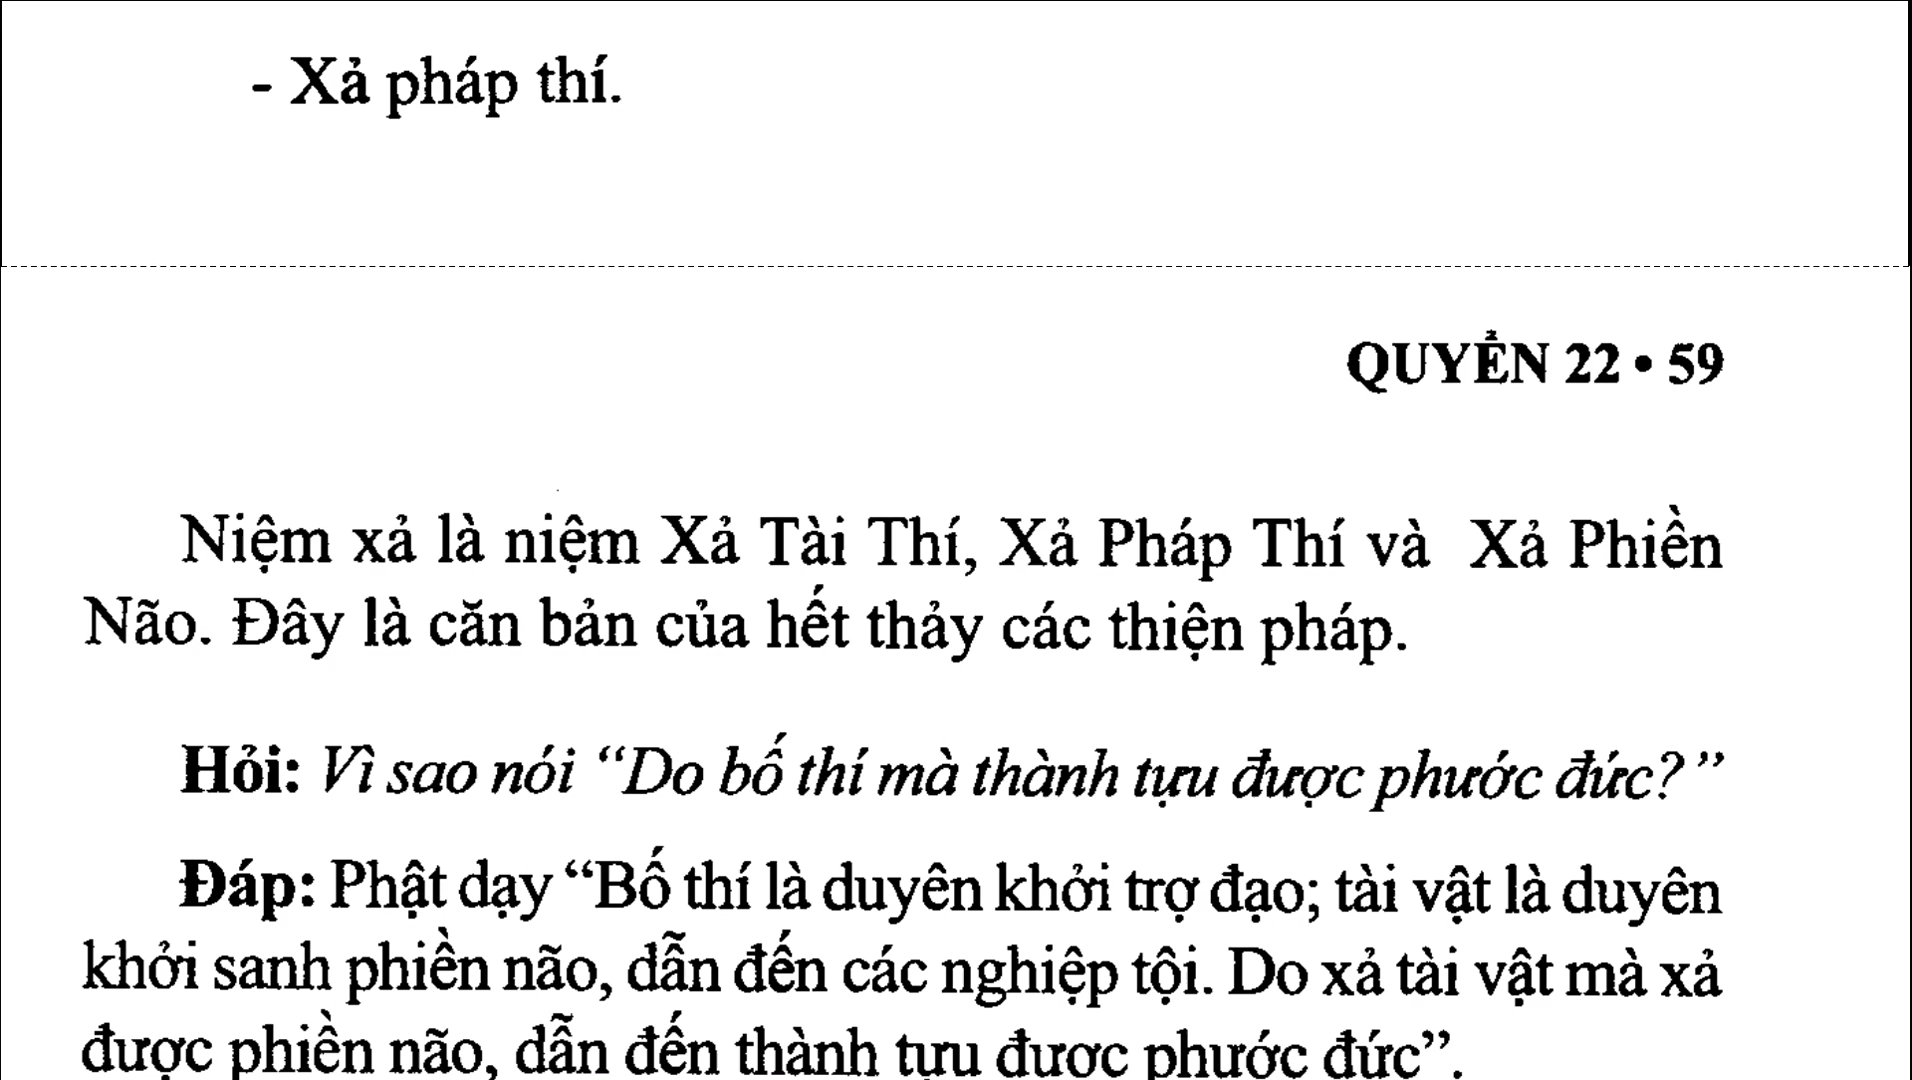 - Xả pháp thí.
QUYỂN 22 • 59
Niệm xả là niệm Xả Tài Thí, Xả Pháp Thí và Xả Phiền
Não. Đây là căn bản của hết thảy các thiện pháp.
Hỏi: Vì sao nói “Do bố thí mà thành tựu được phước đức?”
Đáp: Phật dạy “Bố thí là duyên khởi trợ đạo; tài vật là duyên
khởi sanh phiền não, dẫn đến các nghiệp tội. Do xả tài vật mà xả
được phiền não, dẫn đến thành tựu được phước đức”.